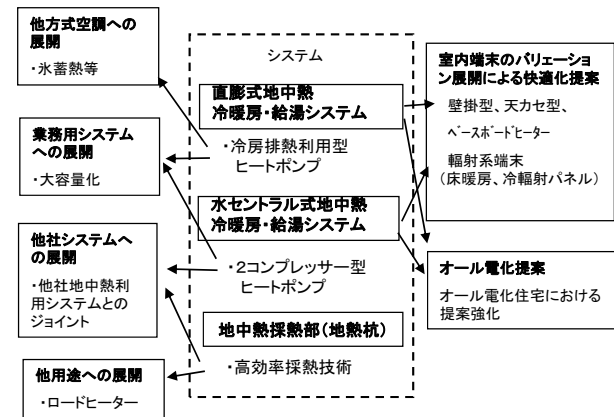 他方式空調への
展開
・氷蓄熱等
業務用システム
への展開
・大容量化
他社システムへ
の展開
・他社地中熱利
用システムとの
ジョイント
他用途への展開
・ロードヒーター
システム
直膨式地中熱
冷暖房・給湯システム
・冷房排熱利用型
ヒートポンプ
水セントラル式地中熱
冷暖房・給湯システム
・2コンプレッサー型
ヒートポンプ
地中熱採熱部(地熱杭)
・高効率採熱技術
室内端末のバリエーショ
ン展開による快適化提案
壁掛型、天カセ型、
ベースボードヒーター
輻射系端末
(床暖房、冷輻射パネル)
オール電化提案
オール電化住宅における
提案強化